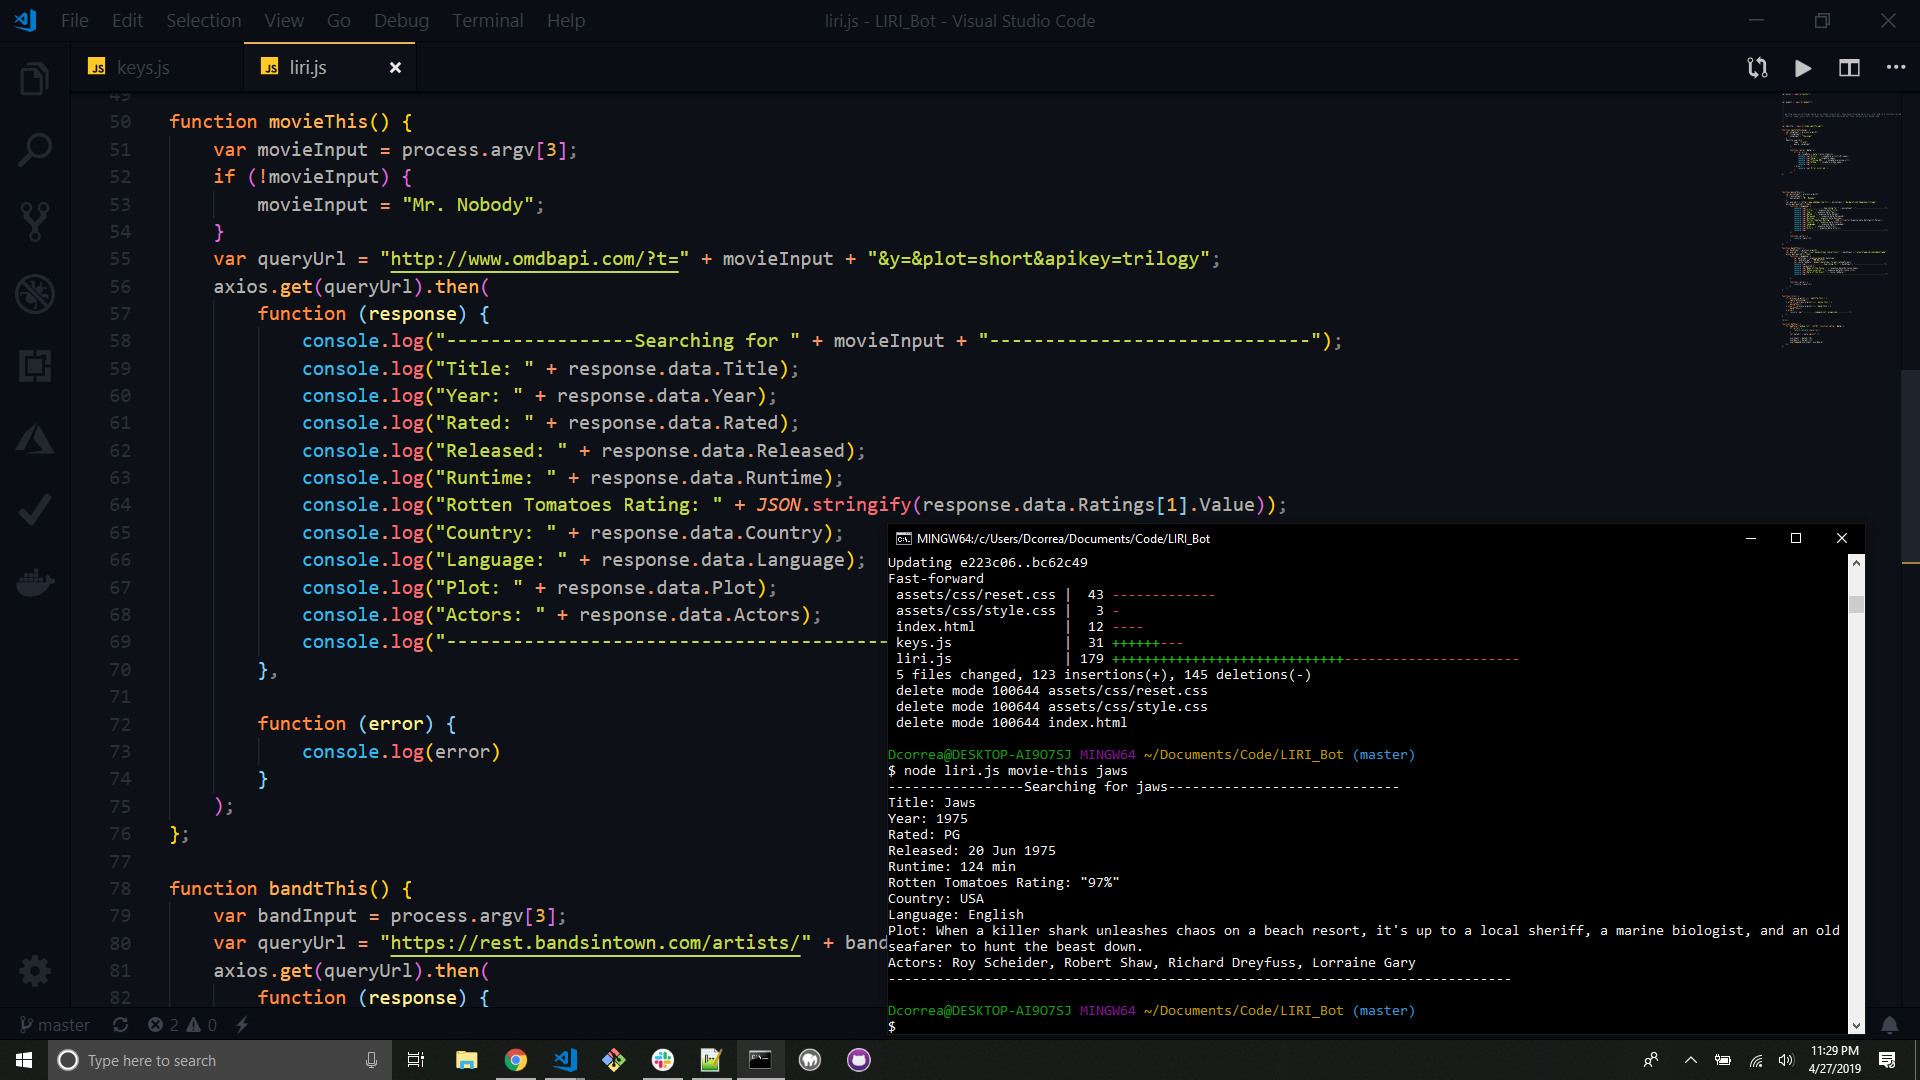 File Edit Selection View Go Debug Terminal Help
liri.js - LIRI_Bot - Visual Studio Code
JS keys.js
JS liri.js
49
50 function movieThis() {
51 var movieInput = process.argv[3];
52 if (!movieInput) {
53 movieInput = "Mr. Nobody";
54 }
55 var queryUrl = "http://www.omdbapi.com/?t=" + movieInput + "&y=&plot=short&apikey=trilogy";
56 axios.get(queryUrl).then(
57 function (response) {
58 console.log("-----------------Searching for " + movieInput + "-----------------------------");
59 console.log("Title: " + response.data.Title);
60 console.log("Year: " + response.data.Year);
61 console.log("Rated: " + response.data.Rated);
62 console.log("Released: " + response.data.Released);
63 console.log("Runtime: " + response.data.Runtime);
64 console.log("Rotten Tomatoes Rating: " + JSON.stringify(response.data.Ratings[1].Value));
65 console.log("Country: " + response.data.Country);
66 console.log("Language: " + response.data.Language);
67 console.log("Plot: " + response.data.Plot);
68 console.log("Actors: " + response.data.Actors);
69 console.log("----------------------------------------
70 },
71
72 function (error) {
73 console.log(error)
74 }
75 );
76 };
77
78 function bandtThis() {
79 var bandInput = process.argv[3];
80 var queryUrl = "https://rest.bandsintown.com/artists/" + band
81 axios.get(queryUrl).then(
82 function (response) {
MINGW64:/c/Users/Dcorrea/Documents/Code/LIRI_Bot
Updating e223c06..bc62c49
Fast-forward
assets/css/reset.css | 43 -------------
assets/css/style.css | 3 -
index.html | 12 ----
keys.js | 31 ++++++---
liri.js | 179 +++++++++++++++++++++++++++++----------------------
5 files changed, 123 insertions(+), 145 deletions(-)
delete mode 100644 assets/css/reset.css
delete mode 100644 assets/css/style.css
delete mode 100644 index.html
Dcorrea@DESKTOP-AI9O7SJ MINGW64 ~/Documents/Code/LIRI_Bot (master)
$ node liri.js movie-this jaws
-----------------Searching for jaws-----------------------------
Title: Jaws
Year: 1975
Rated: PG
Released: 20 Jun 1975
Runtime: 124 min
Rotten Tomatoes Rating: "97%"
Country: USA
Language: English
Plot: When a killer shark unleashes chaos on a beach resort, it's up to a local sheriff, a marine biologist, and an old
seafarer to hunt the beast down.
Actors: Roy Scheider, Robert Shaw, Richard Dreyfuss, Lorraine Gary
------------------------------------------------------------------------------
Dcorrea@DESKTOP-AI9O7SJ MINGW64 ~/Documents/Code/LIRI_Bot (master)
$
master 2 0
Type here to search
11:29 PM
4/27/2019